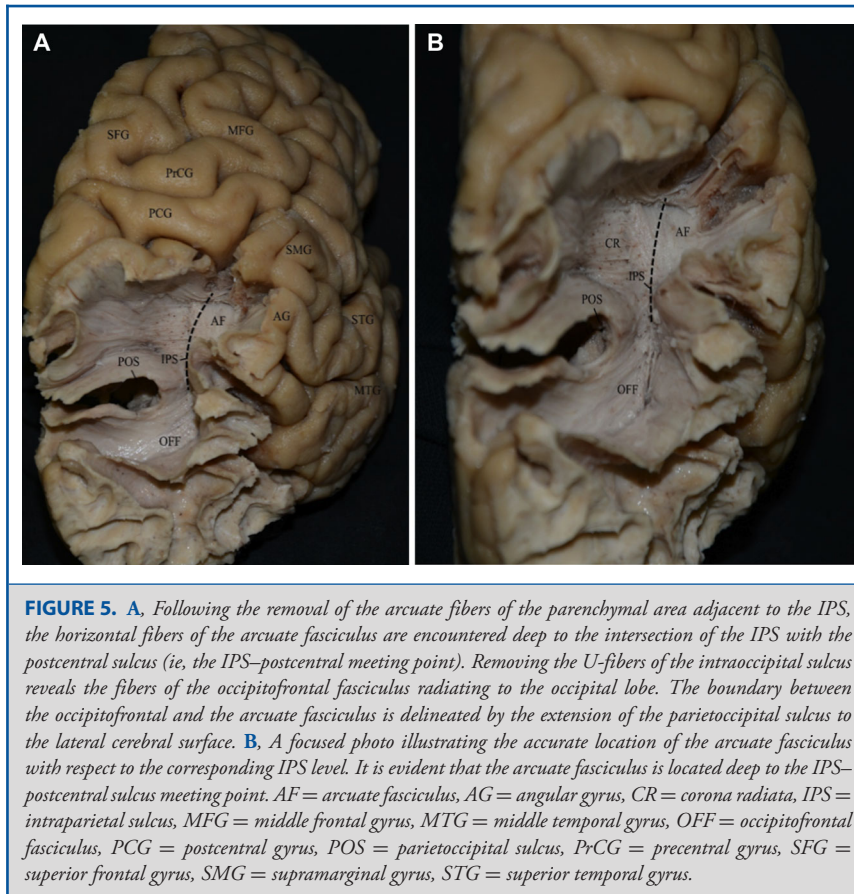 A
SFG
MFG
PrCG
PCG
SMG
AF
AG
STG
POS
IPS
MTG
OFF
B
CR
AF
IPS
POS
OFF
FIGURE 5. A, Following the removal of the arcuate fibers of the parenchymal area adjacent to the IPS,
the horizontal fibers of the arcuate fasciculus are encountered deep to the intersection of the IPS with the
postcentral sulcus (ie, the IPS–postcentral meeting point). Removing the U-fibers of the intraoccipital sulcus
reveals the fibers of the occipitofrontal fasciculus radiating to the occipital lobe. The boundary between
the occipitofrontal and the arcuate fasciculus is delineated by the extension of the parietoccipital sulcus to
the lateral cerebral surface. B, A focused photo illustrating the accurate location of the arcuate fasciculus
with respect to the corresponding IPS level. It is evident that the arcuate fasciculus is located deep to the IPS–
postcentral sulcus meeting point. AF = arcuate fasciculus, AG = angular gyrus, CR = corona radiata, IPS =
intraparietal sulcus, MFG = middle frontal gyrus, MTG = middle temporal gyrus, OFF = occipitofrontal
fasciculus, PCG = postcentral gyrus, POS = parietoccipital sulcus, PrCG = precentral gyrus, SFG =
superior frontal gyrus, SMG = supramarginal gyrus, STG = superior temporal gyrus.